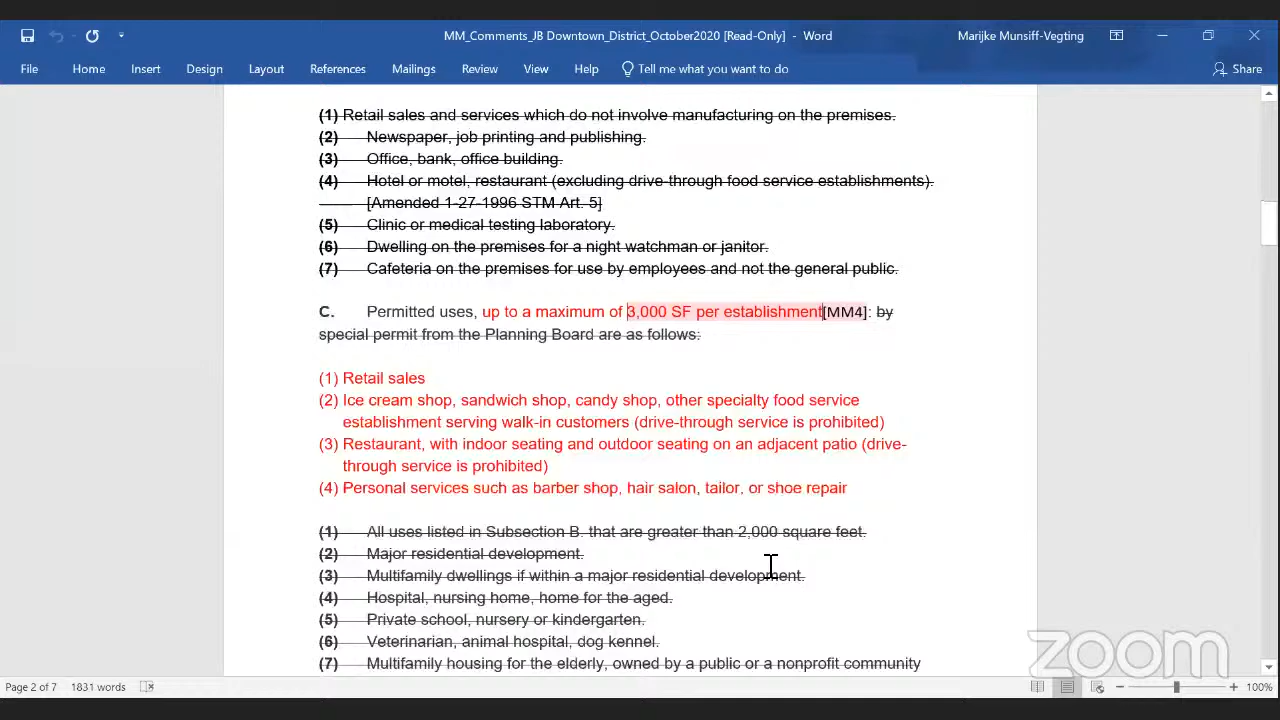 MM_Comments_JB Downtown_District_October2020 [Read-Only] - Word
Marijke Munsiff-Vegting
File Home Insert Design Layout References Mailings Review View Help Tell me what you want to do Share
(1) Retail sales and services which do not involve manufacturing on the premises.
(2) Newspaper, job printing and publishing.
(3) Office, bank, office building.
(4) Hotel or motel, restaurant (excluding drive-through food service establishments).
[Amended 1-27-1996 STM Art. 5]
(5) Clinic or medical testing laboratory.
(6) Dwelling on the premises for a night watchman or janitor.
(7) Cafeteria on the premises for use by employees and not the general public.
C. Permitted uses, up to a maximum of 3,000 SF per establishment[MM4]: by
special permit from the Planning Board are as follows:
(1) Retail sales
(2) Ice cream shop, sandwich shop, candy shop, other specialty food service
establishment serving walk-in customers (drive-through service is prohibited)
(3) Restaurant, with indoor seating and outdoor seating on an adjacent patio (drive-
through service is prohibited)
(4) Personal services such as barber shop, hair salon, tailor, or shoe repair
(1) All uses listed in Subsection B. that are greater than 2,000 square feet.
(2) Major residential development.
(3) Multifamily dwellings if within a major residential development.
(4) Hospital, nursing home, home for the aged.
(5) Private school, nursery or kindergarten.
(6) Veterinarian, animal hospital, dog kennel.
(7) Multifamily housing for the elderly, owned by a public or a nonprofit community
zoom
Page 2 of 7 1831 words
100%